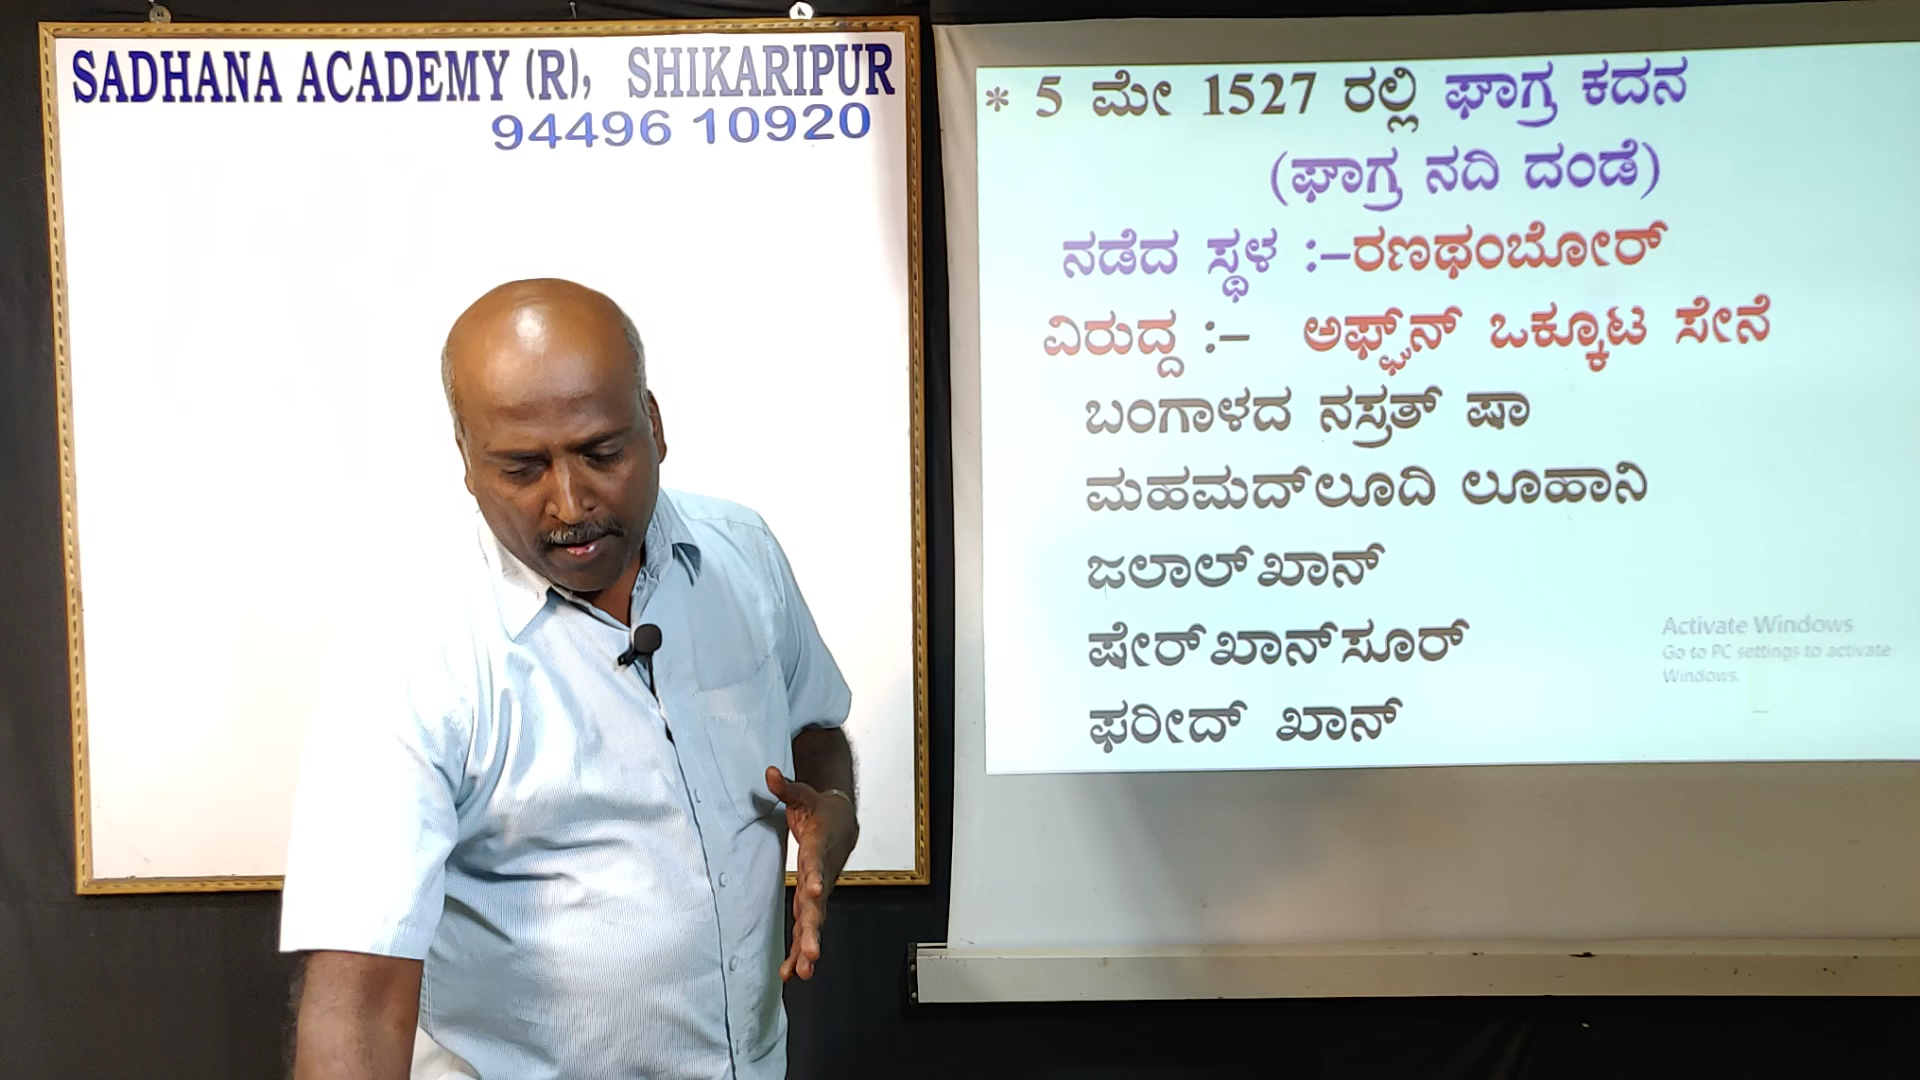 SADHANA ACADEMY (R), SHIKARIPUR
94496 10920
* 5 ಮೇ 1527 ರಲ್ಲಿ ಘಾಗ್ರ ಕದನ
(ಘಾಗ್ರ ನದಿ ದಂಡೆ)
ನಡೆದ ಸ್ಥಳ :–ರಣಥಂಬೋರ್
ವಿರುದ್ದ :– ಅಫ್ಘ್‌ನ್ ಒಕ್ಕೂಟ ಸೇನೆ
ಬಂಗಾಳದ ನಸ್ರತ್ ಷಾ
ಮಹಮದ್‌ಲೂದಿ ಲೂಹಾನಿ
ಜಲಾಲ್‌ಖಾನ್
ಷೇರ್‌ಖಾನ್‌ಸೂರ್
ಫರೀದ್ ಖಾನ್
Activate Windows
Go to PC settings to activate
Windows.